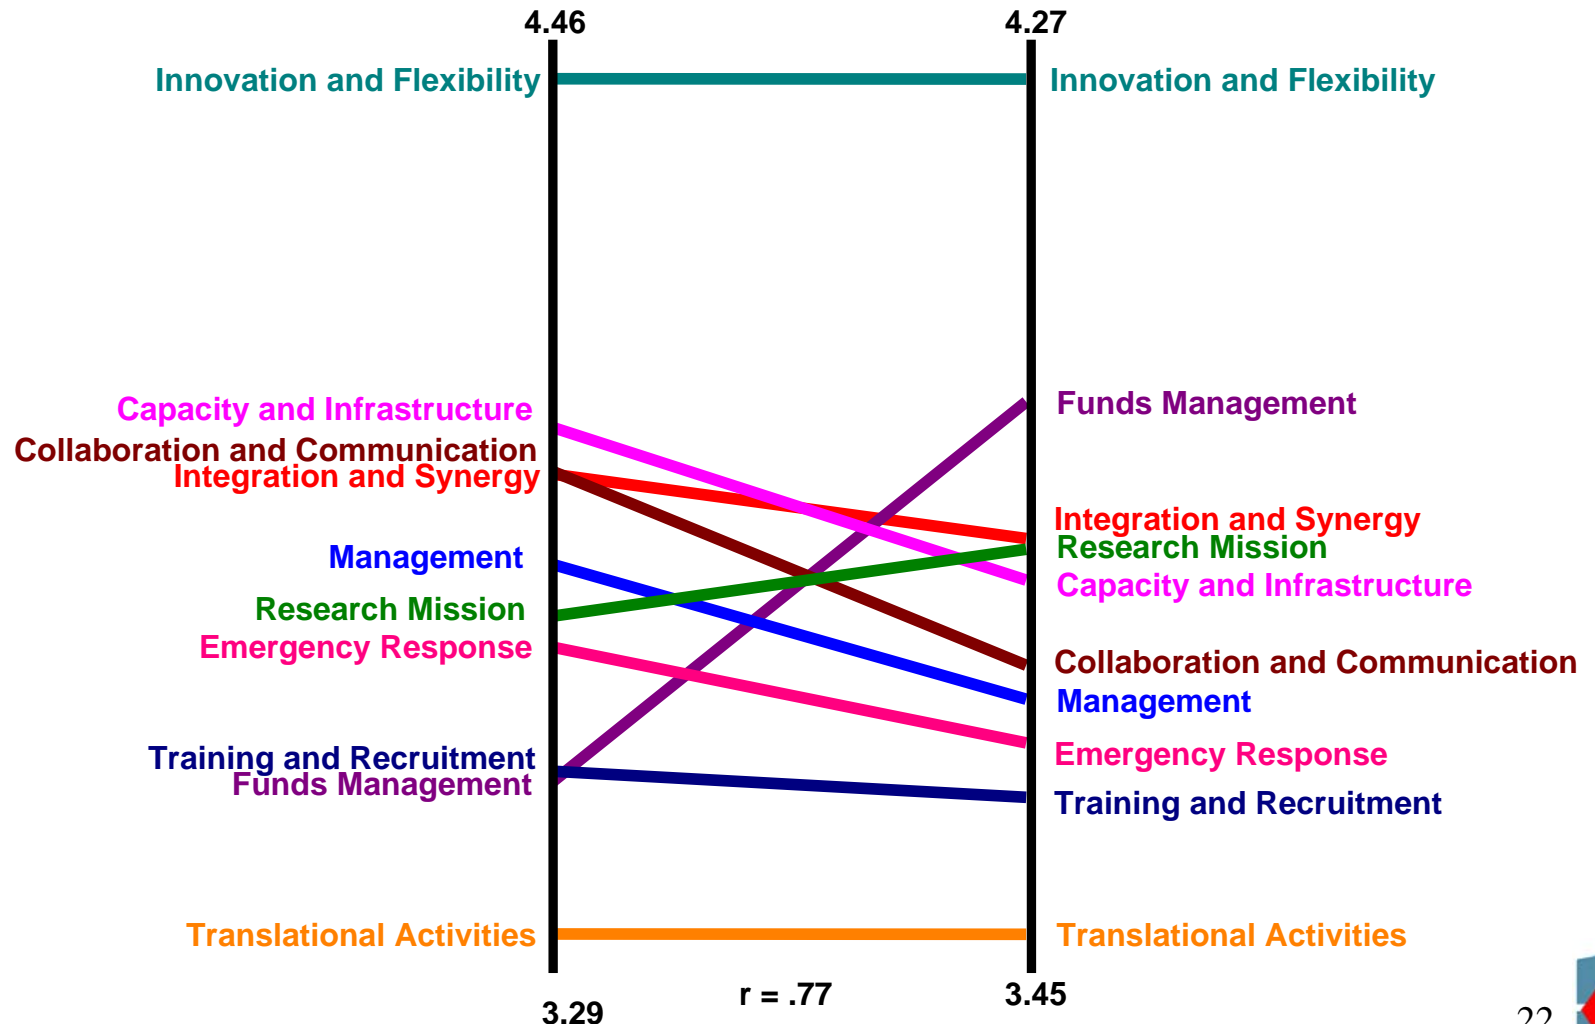 4.46
4.27
Innovation and Flexibility
Innovation and Flexibility
Capacity and Infrastructure
Collaboration and Communication
Integration and Synergy
Management
Research Mission
Emergency Response
Training and Recruitment
Funds Management
Translational Activities
Funds Management
Integration and Synergy
Research Mission
Capacity and Infrastructure
Collaboration and Communication
Management
Emergency Response
Training and Recruitment
Translational Activities
3.29
r = .77
3.45
22